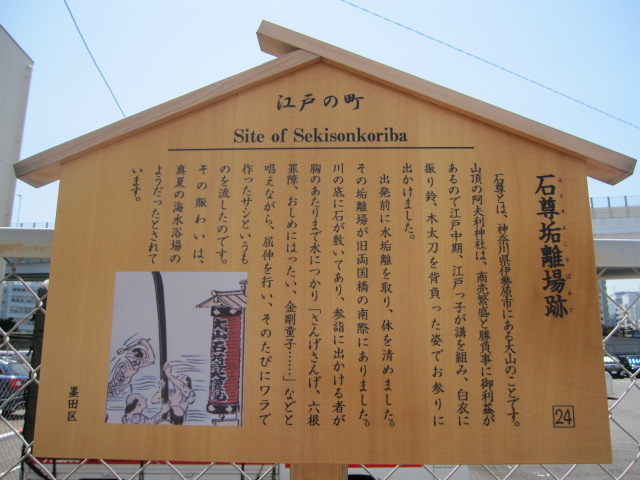 江戸の町
Site of Sekisonkoriba
石尊垢離場跡
せきそんこりばあと
石尊とは、神奈川県伊勢原市にある大山のことです。
山頂の阿夫利神社は、商売繁盛と勝負事に御利益が
あるので江戸中期、江戸っ子が講を組み、白衣に
振り鈴、木太刀を背負った姿でお参りに
出かけました。
出発前に水垢離を取り、体を清めました。
その垢離場が旧両国橋の南際にありました。
川の底に石が敷いてあり、参詣に出かける者が
胸のあたりまで水につかり「さんげさんげ、六根
罪障、おしめにはったい、金剛童子……」などと
唱えながら、屈伸を行い、そのたびにワラで
作ったサシというも
のを流したのです。
その賑わいは、
真夏の海水浴場の
ようだったとされて
います。
墨田区
24